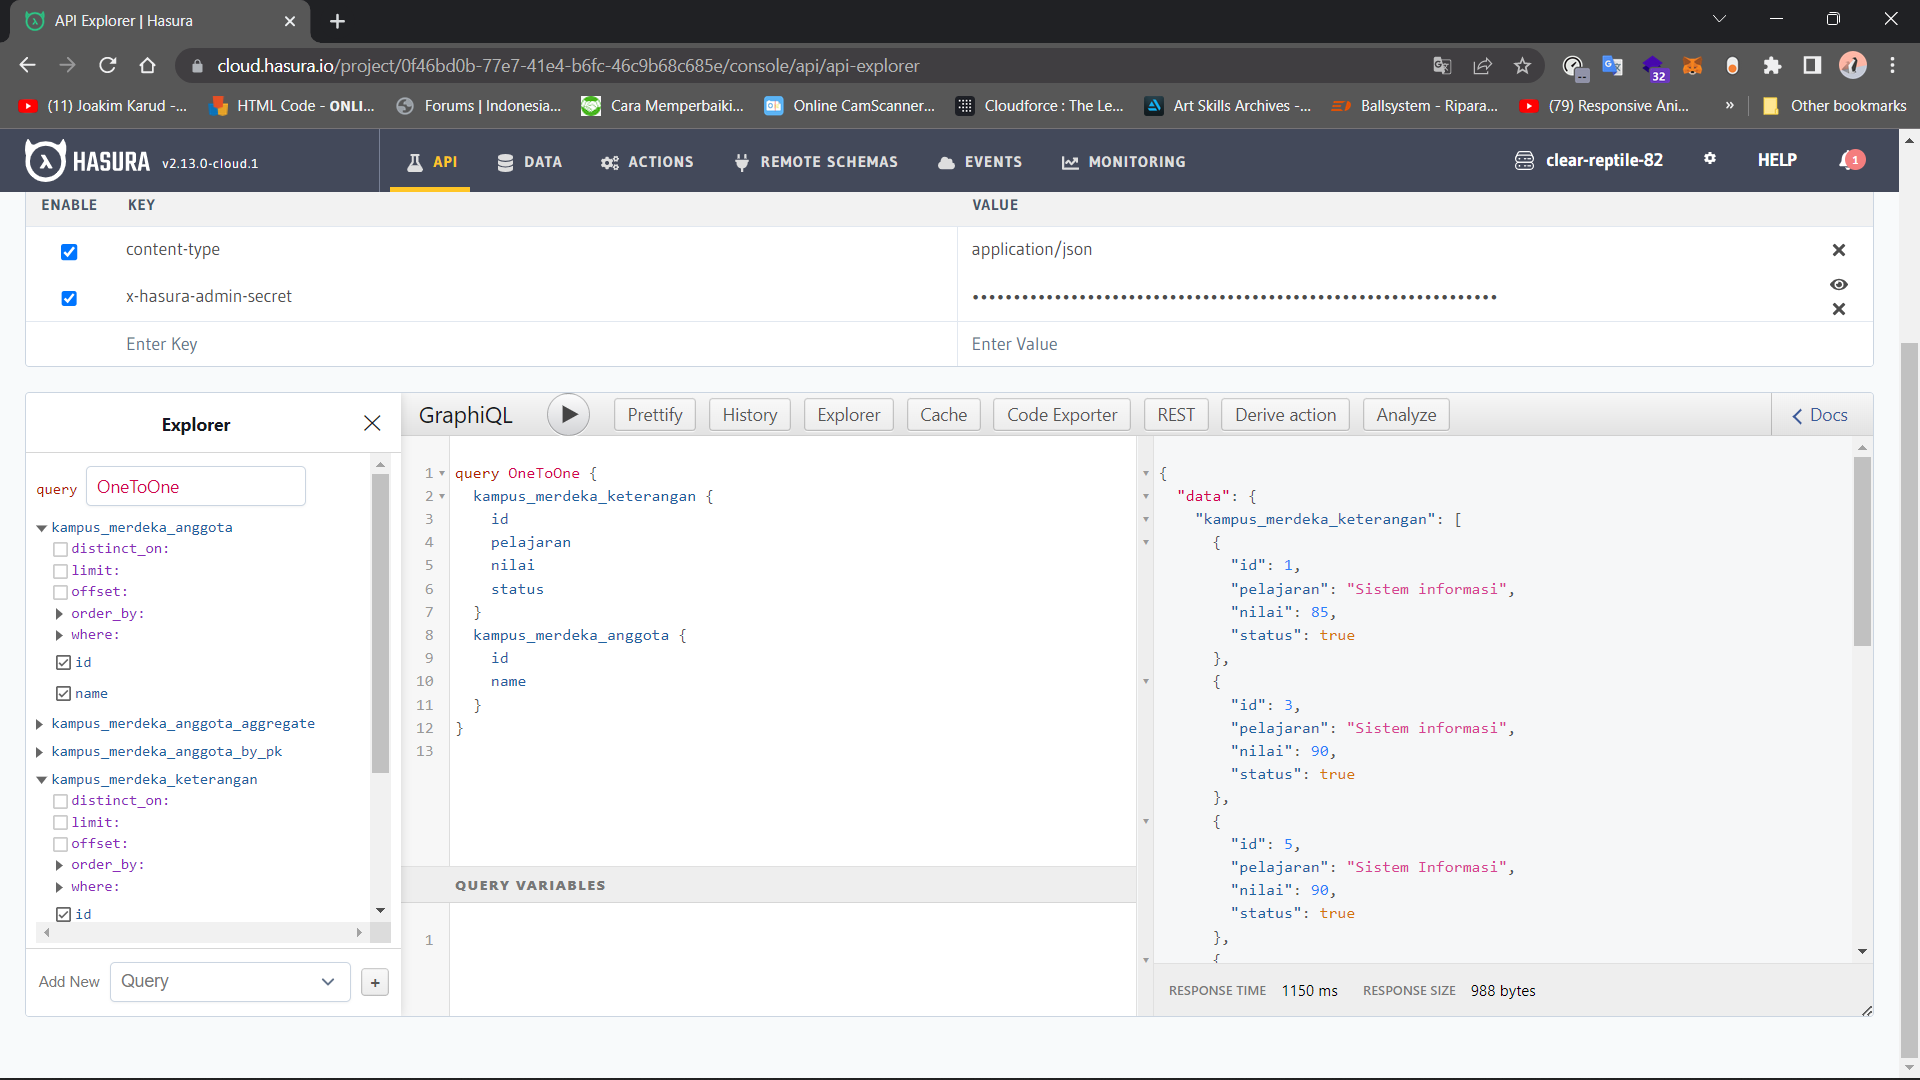 API Explorer | Hasura
cloud.hasura.io/project/0f46bd0b-77e7-41e4-b6fc-46c9b68c685e/console/api/api-explorer
32
(11) Joakim Karud -...
HTML Code - ONLI...
Forums | Indonesia...
Cara Memperbaiki...
Online CamScanner...
Cloudforce : The Le...
Art Skills Archives -...
Ballsystem - Ripara...
(79) Responsive Ani...
»
Other bookmarks
HASURA v2.13.0-cloud.1
API
DATA
ACTIONS
REMOTE SCHEMAS
EVENTS
MONITORING
clear-reptile-82
HELP
1
ENABLE KEY VALUE
content-type application/json
x-hasura-admin-secret ••••••••••••••••••••••••••••••••••••••••••••••••••••••••••••••••
Enter Key Enter Value
Explorer
query OneToOne
kampus_merdeka_anggota
distinct_on:
limit:
offset:
order_by:
where:
id
name
kampus_merdeka_anggota_aggregate
kampus_merdeka_anggota_by_pk
kampus_merdeka_keterangan
distinct_on:
limit:
offset:
order_by:
where:
id
Add New Query +
GraphiQL Prettify History Explorer Cache Code Exporter REST Derive action Analyze Docs
1 query OneToOne {
2 kampus_merdeka_keterangan {
3 id
4 pelajaran
5 nilai
6 status
7 }
8 kampus_merdeka_anggota {
9 id
10 name
11 }
12 }
13
QUERY VARIABLES
1
{
"data": {
"kampus_merdeka_keterangan": [
{
"id": 1,
"pelajaran": "Sistem informasi",
"nilai": 85,
"status": true
},
{
"id": 3,
"pelajaran": "Sistem informasi",
"nilai": 90,
"status": true
},
{
"id": 5,
"pelajaran": "Sistem Informasi",
"nilai": 90,
"status": true
},
{
RESPONSE TIME 1150 ms RESPONSE SIZE 988 bytes